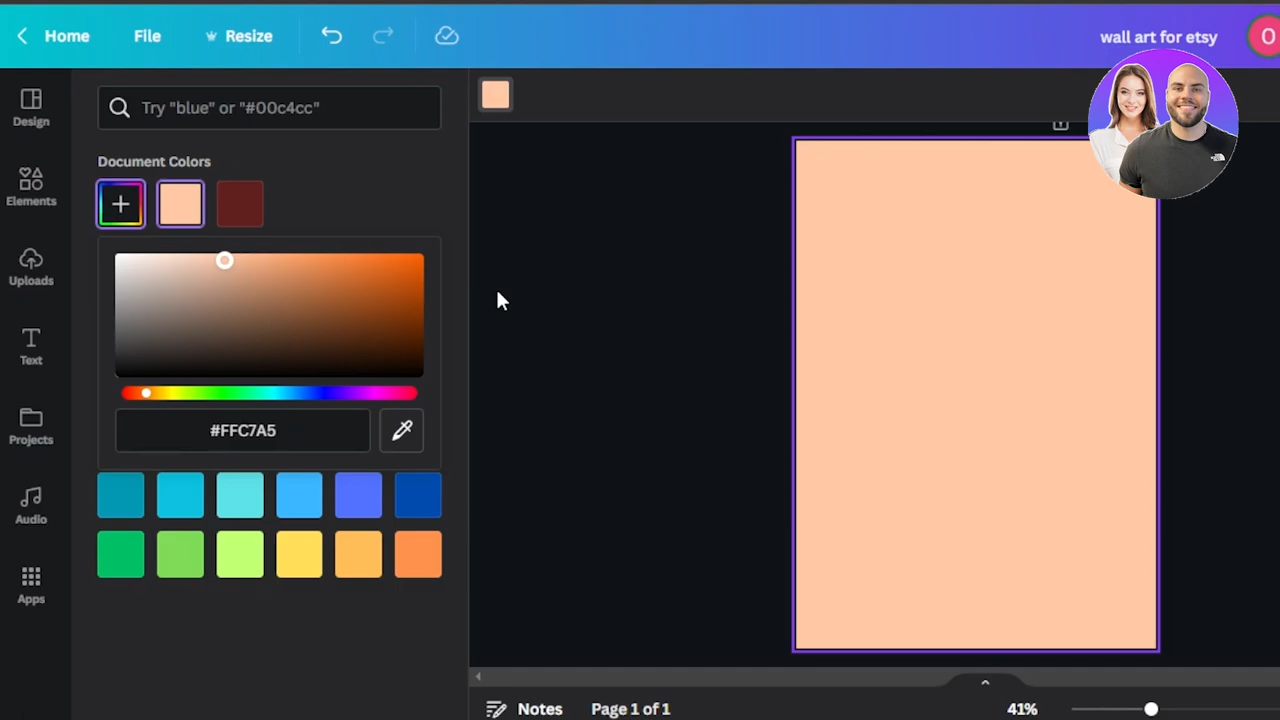 Home File Resize wall art for etsy O
Try "blue" or "#00c4cc"
Design
Document Colors
Elements
Uploads
Text
#FFC7A5
Projects
Audio
Apps
Notes Page 1 of 1 41%